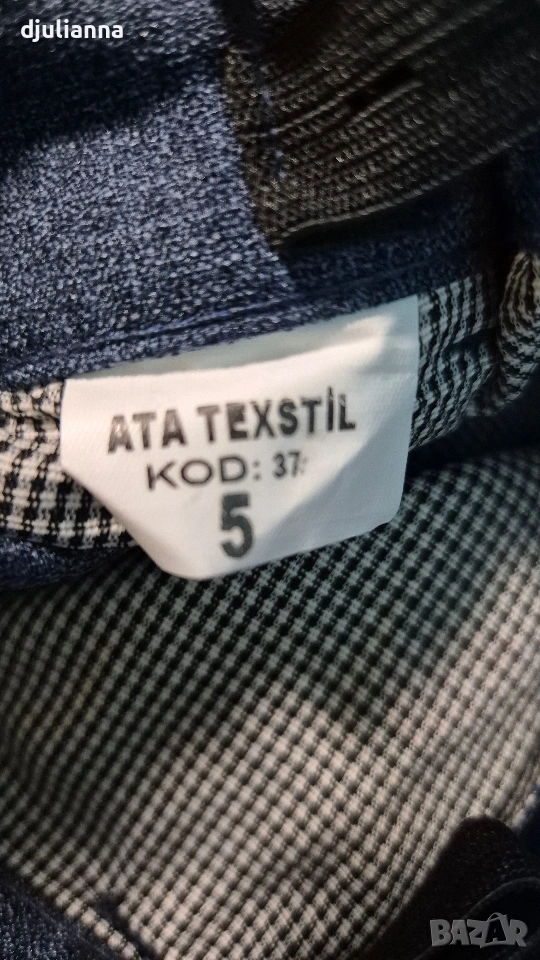 djulianna
ATA TEXSTİL
KOD: 37
5
BAZAR